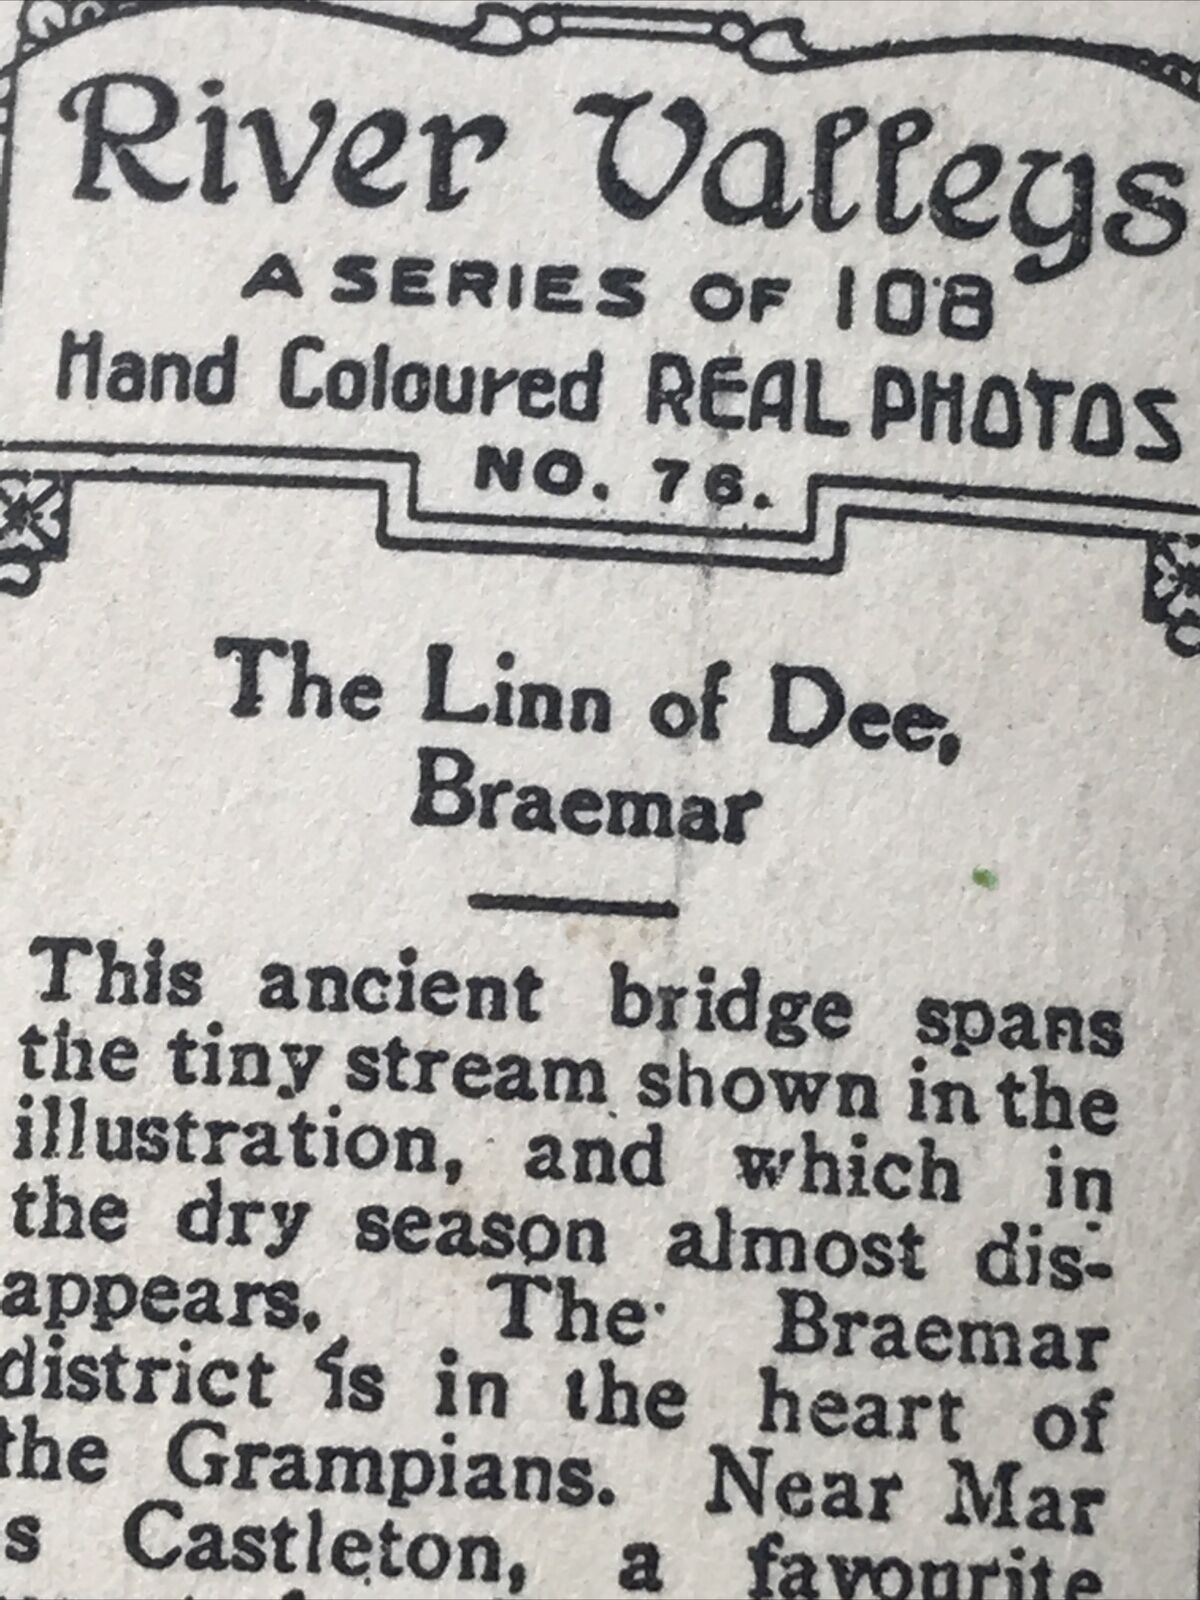 River Valleys
A SERIES OF 108
Hand Coloured REAL PHOTOS
NO. 76.
The Linn of Dee,
Braemar
This ancient bridge spans
the tiny stream shown in the
illustration, and which in
the dry season almost dis-
appears. The Braemar
district is in the heart of
the Grampians. Near Mar
s Castleton, a favourite